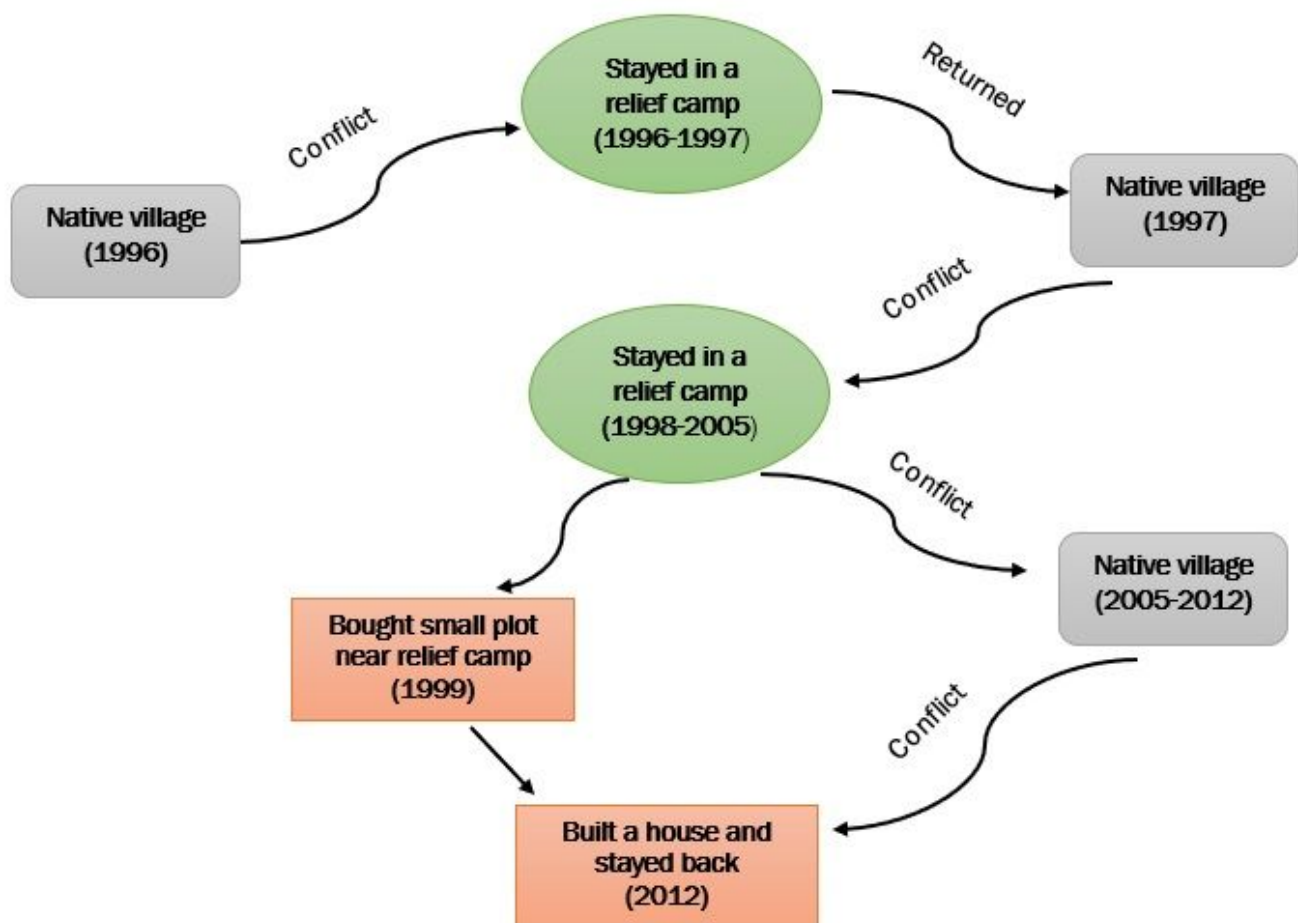 Stayed in a
relief camp
(1996-1997)
Returned
Conflict
Native village
(1996)
Native village
(1997)
Conflict
Stayed in a
relief camp
(1998-2005)
Conflict
Native village
(2005-2012)
Bought small plot
near relief camp
(1999)
Conflict
Built a house and
stayed back
(2012)